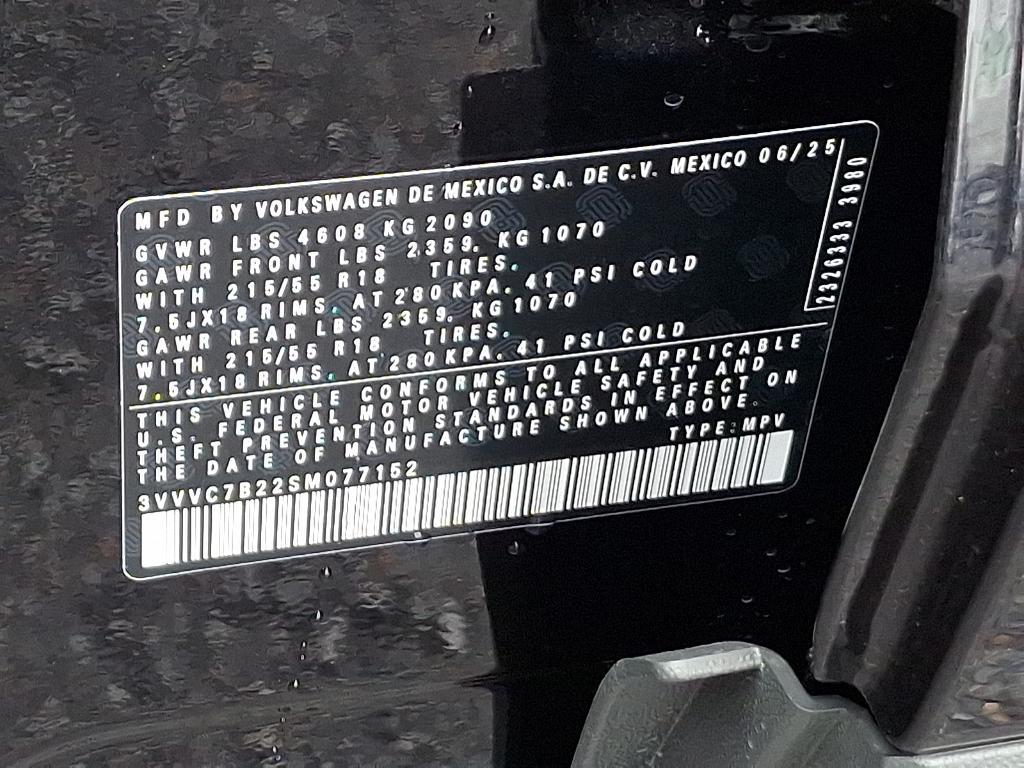 MFD BY VOLKSWAGEN DE MEXICO S.A. DE C.V. MEXICO 06/25
GVWR LBS 4608 KG 2090
GAWR FRONT LBS 2359. KG 1070
WITH 215/55 R18 TIRES.
7.5JX18 RIMS. AT 280 KPA. 41 PSI COLD
GAWR REAR LBS 2359. KG 1070
WITH 215/55 R18 TIRES.
7.5JX18 RIMS. AT 280 KPA. 41 PSI COLD
THIS VEHICLE CONFORMS TO ALL APPLICABLE
U.S. FEDERAL MOTOR VEHICLE SAFETY AND
THEFT PREVENTION STANDARDS IN EFFECT ON
THE DATE OF MANUFACTURE SHOWN ABOVE.
TYPE: MPV
3VVVC7B22SM077152
2326333 3980